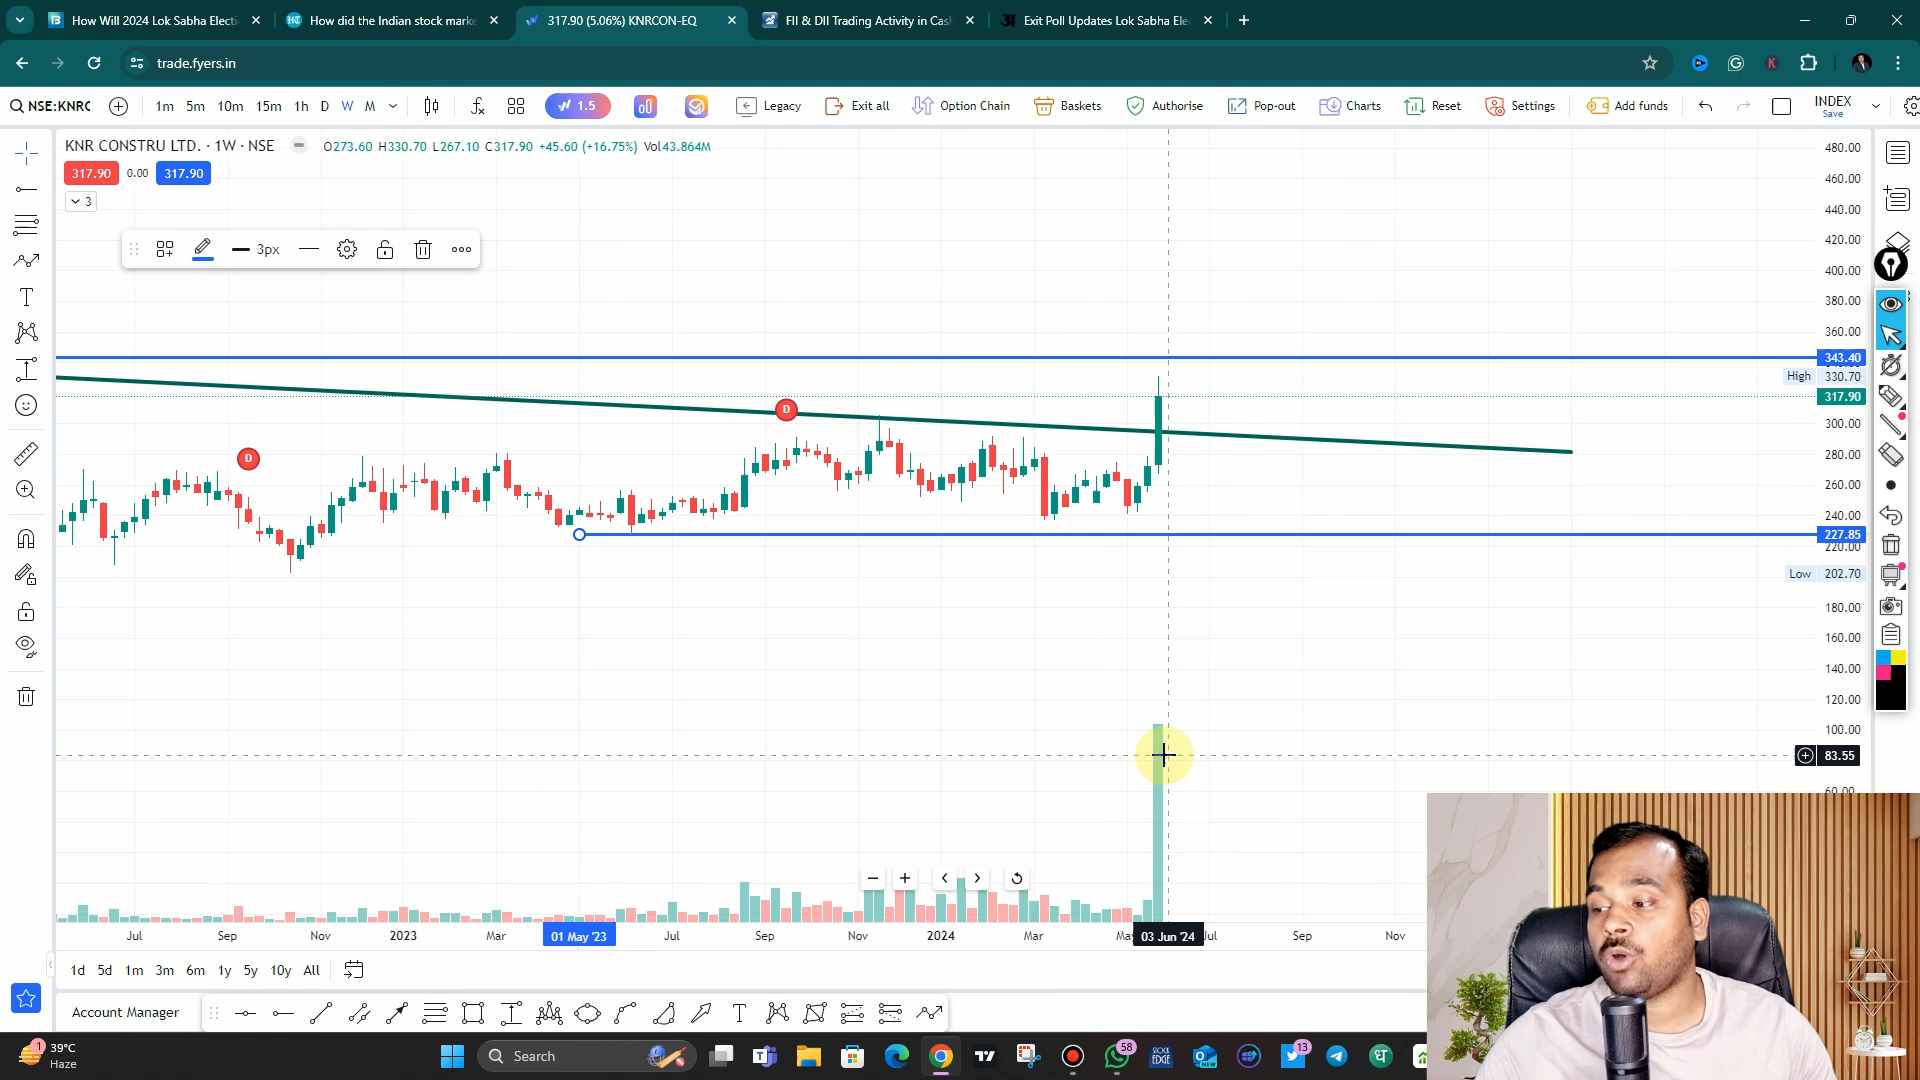 How Will 2024 Lok Sabha Electi
How did the Indian stock marke
317.90 (5.06%) KNRCON-EQ
FII & DII Trading Activity in Cas
Exit Poll Updates Lok Sabha Ele
trade.fyers.in
NSE:KNRC
1m 5m 10m 15m 1h D W M
1.5
Legacy
Exit all
Option Chain
Baskets
Authorise
Pop-out
Charts
Reset
Settings
Add funds
INDEX
Save
KNR CONSTRU LTD. · 1W · NSE
O273.60 H330.70 L267.10 C317.90 +45.60 (+16.75%) Vol43.864M
317.90 0.00 317.90
3
3px
480.00
460.00
440.00
420.00
400.00
380.00
360.00
343.40
High 330.70
317.90
300.00
280.00
260.00
240.00
227.85
220.00
Low 202.70
180.00
160.00
140.00
120.00
100.00
83.55
60.00
D
D
Jul Sep Nov 2023 Mar 01 May '23 Jul Sep Nov 2024 Mar 03 Jun '24 Jul Sep Nov
1d 5d 1m 3m 6m 1y 5y 10y All
Account Manager
39°C
Haze
1
Search
58
STOCK EDGE
NEW
13